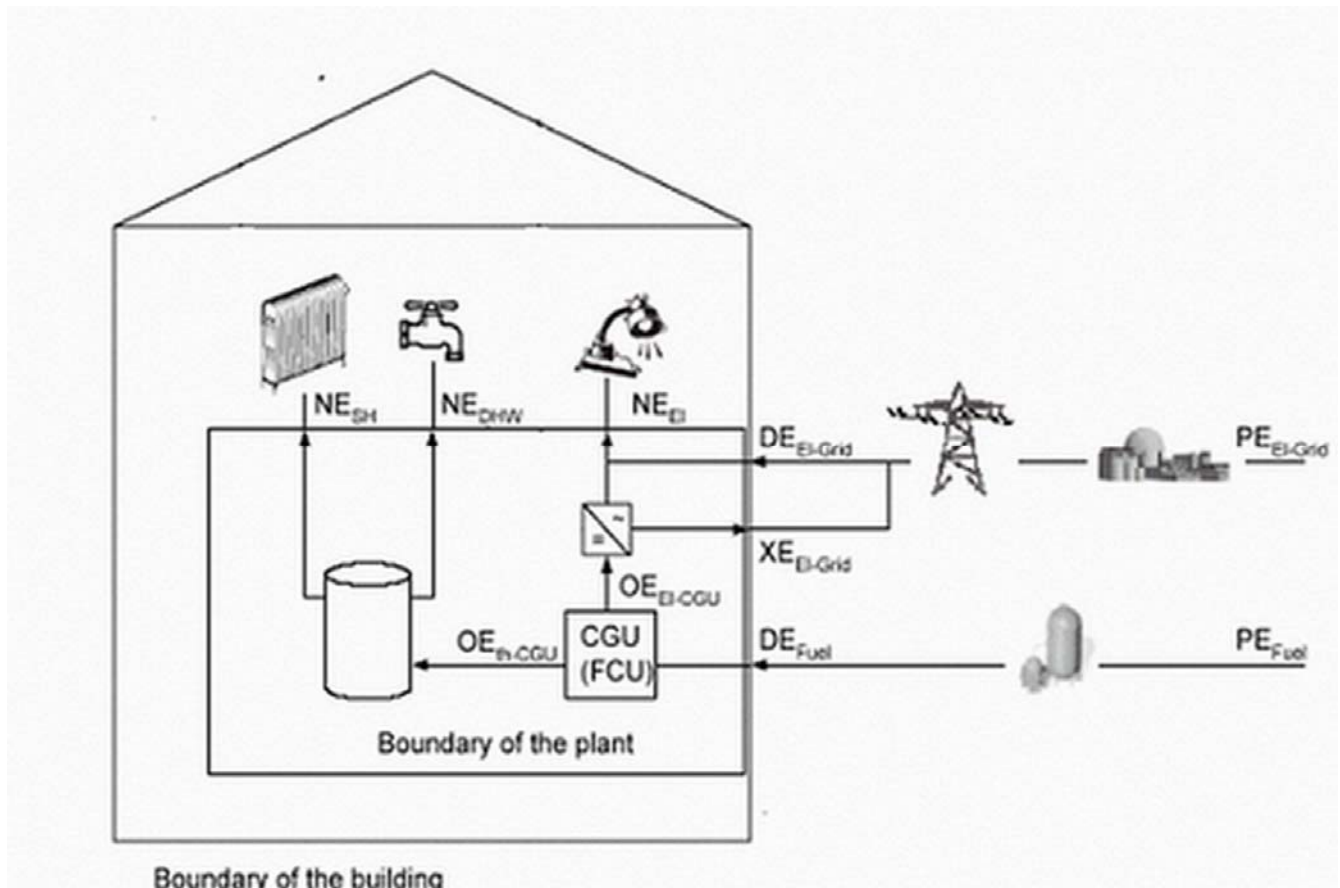 NE_SH NE_DHW NE_El
DE_El-Grid PE_El-Grid
~
=
XE_El-Grid
OE_El-CGU
OE_th-CGU CGU DE_Fuel PE_Fuel
(FCU)
Boundary of the plant
Boundary of the building